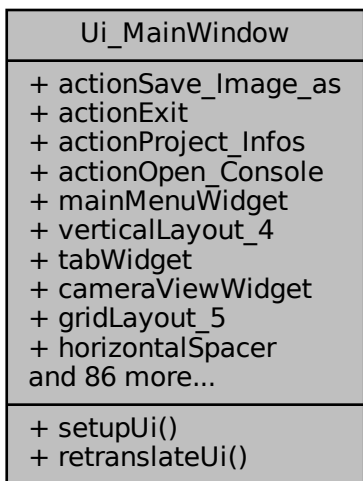 Ui_MainWindow
+ actionSave_Image_as
+ actionExit
+ actionProject_Infos
+ actionOpen_Console
+ mainMenuWidget
+ verticalLayout_4
+ tabWidget
+ cameraViewWidget
+ gridLayout_5
+ horizontalSpacer
and 86 more...
+ setupUi()
+ retranslateUi()